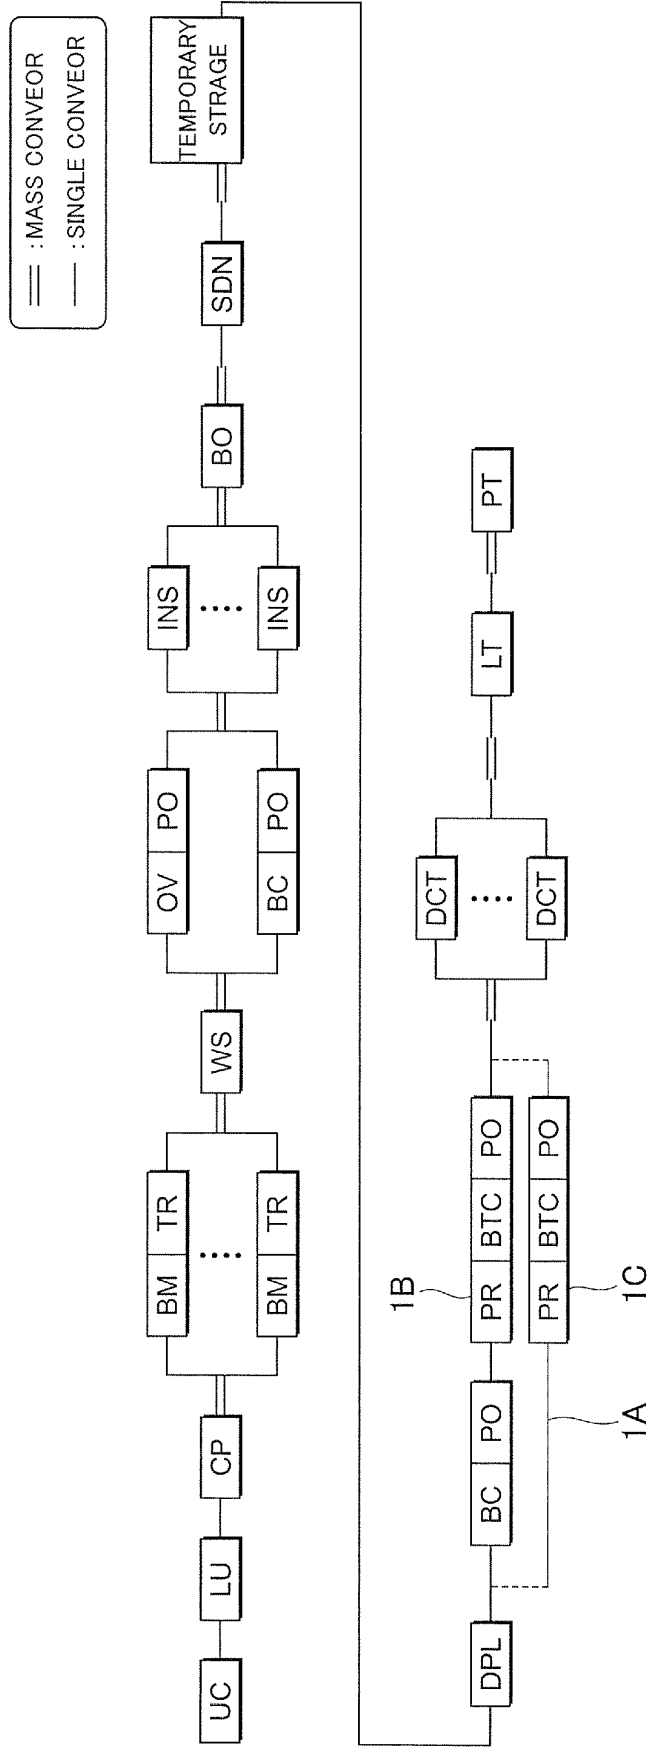 :MASS CONVEOR
:SINGLE CONVEOR
UC
LU
CP
BM TR
BM TR
WS
OV PO
BC PO
INS
INS
BO
SDN
TEMPORARY
STRAGE
DPL
BC PO
1A
1B
PR BTC PO
PR BTC PO
1C
DCT
DCT
LT
PT